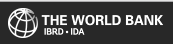 THE WORLD BANK
IBRD • IDA